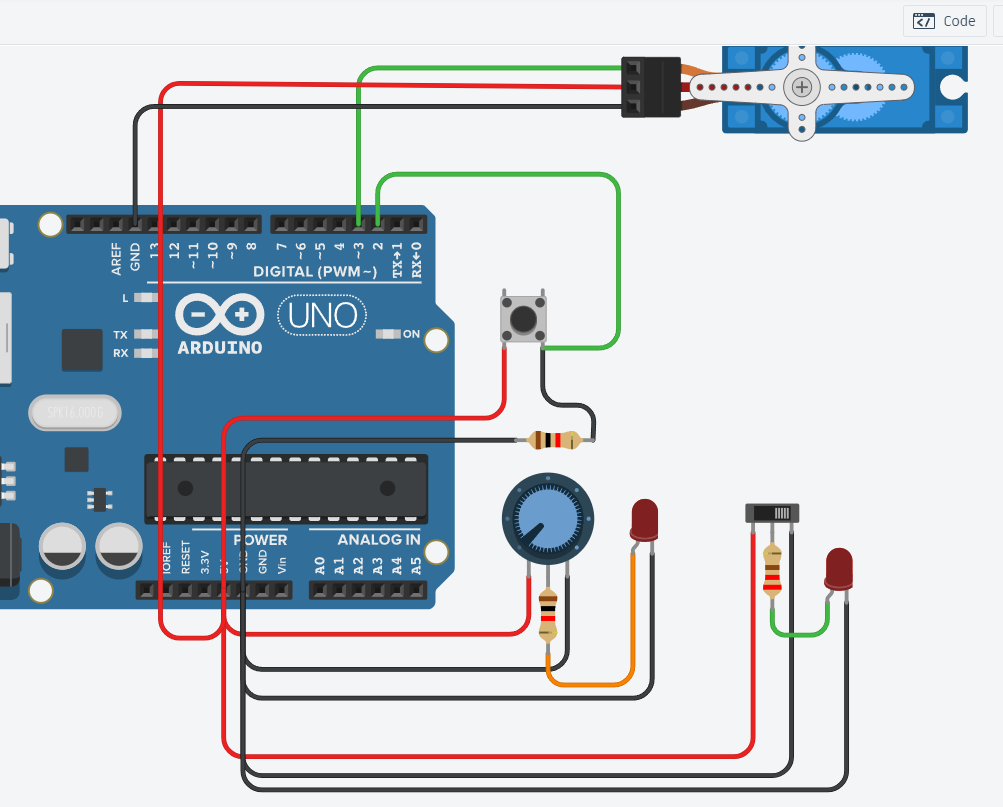 Code
AREF
GND
13
12
~11
~10
~9
8
7
~6
~5
4
~3
2
TX→1
RX←0
DIGITAL (PWM~)
L
TX
RX
UNO
ON
ARDUINO
SPK16.000G
POWER
ANALOG IN
IOREF
RESET
3.3V
GND
Vin
A0
A1
A2
A3
A4
A5